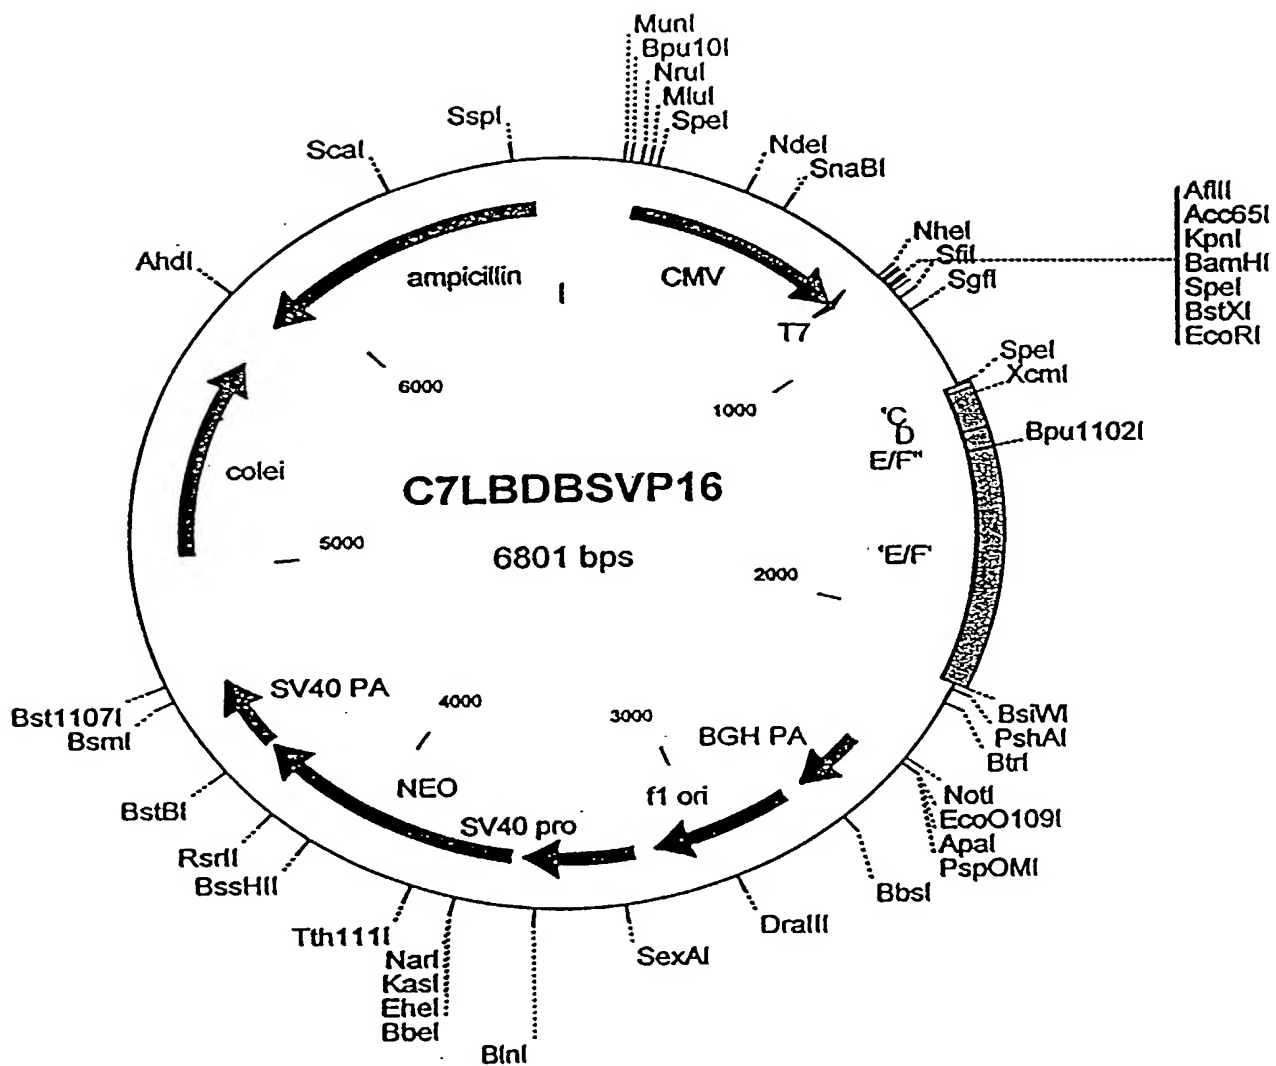 MunI
Bpu10I
NruI
MluI
SpeI
SspI
ScaI
NdeI
SnaBI
AflII
Acc65I
KpnI
BamHI
SpeI
BstXI
EcoRI
NheI
SfiI
SgfI
AhdI
ampicillin
I
CMV
T7
SpeI
XcmI
6000
1000
'C
D
E/F"
Bpu1102I
colei
C7LBDBSVP16
6801 bps
5000
2000
'E/F'
SV40 PA
4000
3000
BGH PA
BsiWI
PshAI
BtrI
Bst1107I
BsmI
NEO
f1 ori
SV40 pro
NotI
EcoO109I
ApaI
PspOMI
BstBI
RsrII
BssHII
BbsI
DraIII
Tth111I
NarI
KasI
EheI
BbeI
SexAI
BlnI